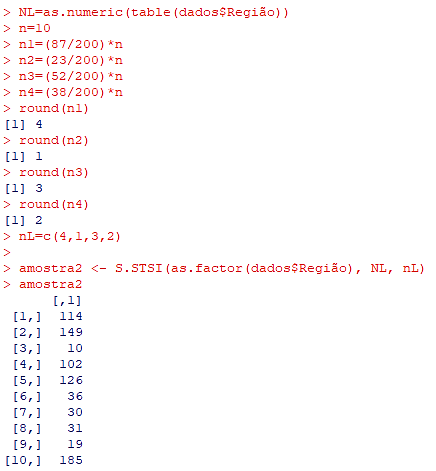 > NL=as.numeric(table(dados$Região))
> n=10
> n1=(87/200)*n
> n2=(23/200)*n
> n3=(52/200)*n
> n4=(38/200)*n
> round(n1)
[1] 4
> round(n2)
[1] 1
> round(n3)
[1] 3
> round(n4)
[1] 2
> nL=c(4,1,3,2)
>
> amostra2 <- S.STSI(as.factor(dados$Região), NL, nL)
> amostra2
[,1]
[1,] 114
[2,] 149
[3,] 10
[4,] 102
[5,] 126
[6,] 36
[7,] 30
[8,] 31
[9,] 19
[10,] 185